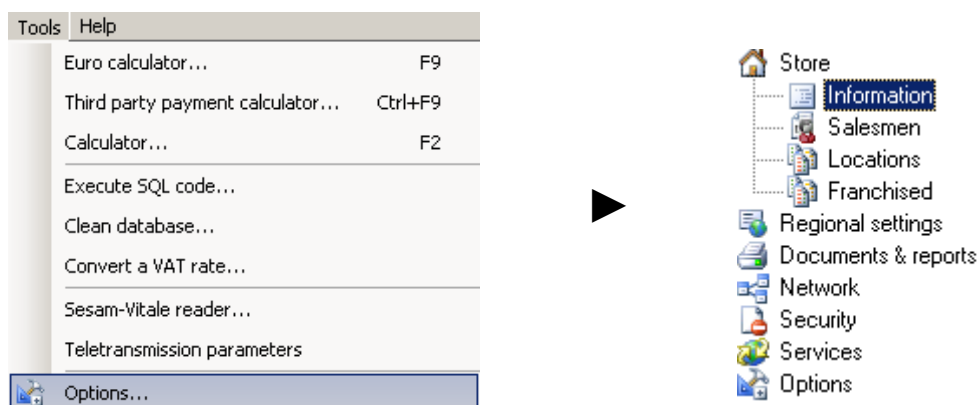 Tools Help
Euro calculator... F9
Third party payment calculator... Ctrl+F9
Calculator... F2
Execute SQL code...
Clean database...
Convert a VAT rate...
Sesam-Vitale reader...
Teletransmission parameters
Options...
Store
Information
Salesmen
Locations
Franchised
Regional settings
Documents & reports
Network
Security
Services
Options